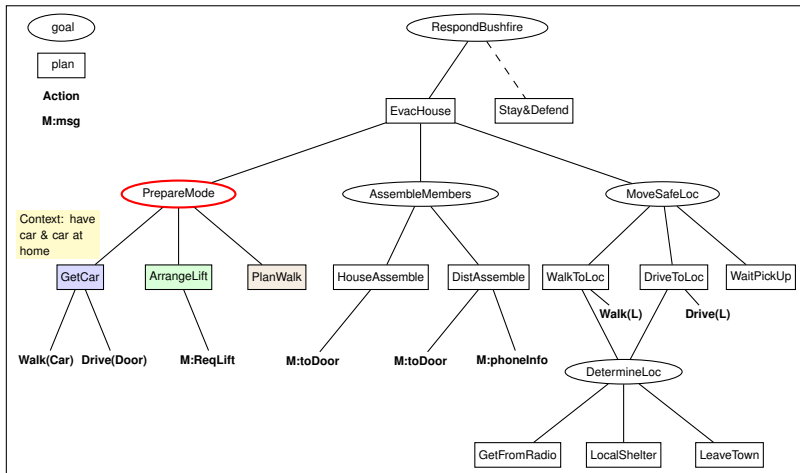 goal
RespondBushfire
plan
Action
M:msg
EvacHouse
Stay&Defend
PrepareMode
AssembleMembers
MoveSafeLoc
Context: have
car & car at
home
GetCar
ArrangeLift
PlanWalk
HouseAssemble
DistAssemble
WalkToLoc
DriveToLoc
WaitPickUp
Walk(L)
Drive(L)
Walk(Car)
Drive(Door)
M:ReqLift
M:toDoor
M:toDoor
M:phoneInfo
DetermineLoc
GetFromRadio
LocalShelter
LeaveTown